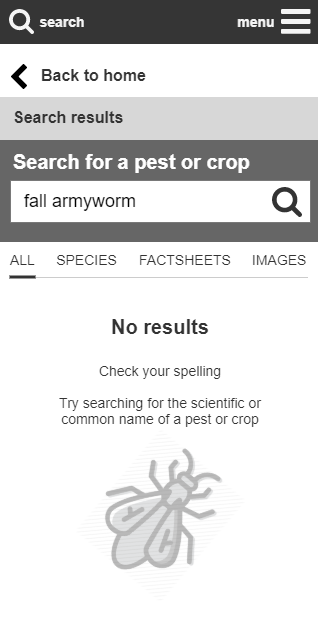 search
menu
Back to home
Search results
Search for a pest or crop
fall armyworm
ALL
SPECIES
FACTSHEETS
IMAGES
No results
Check your spelling
Try searching for the scientific or
common name of a pest or crop